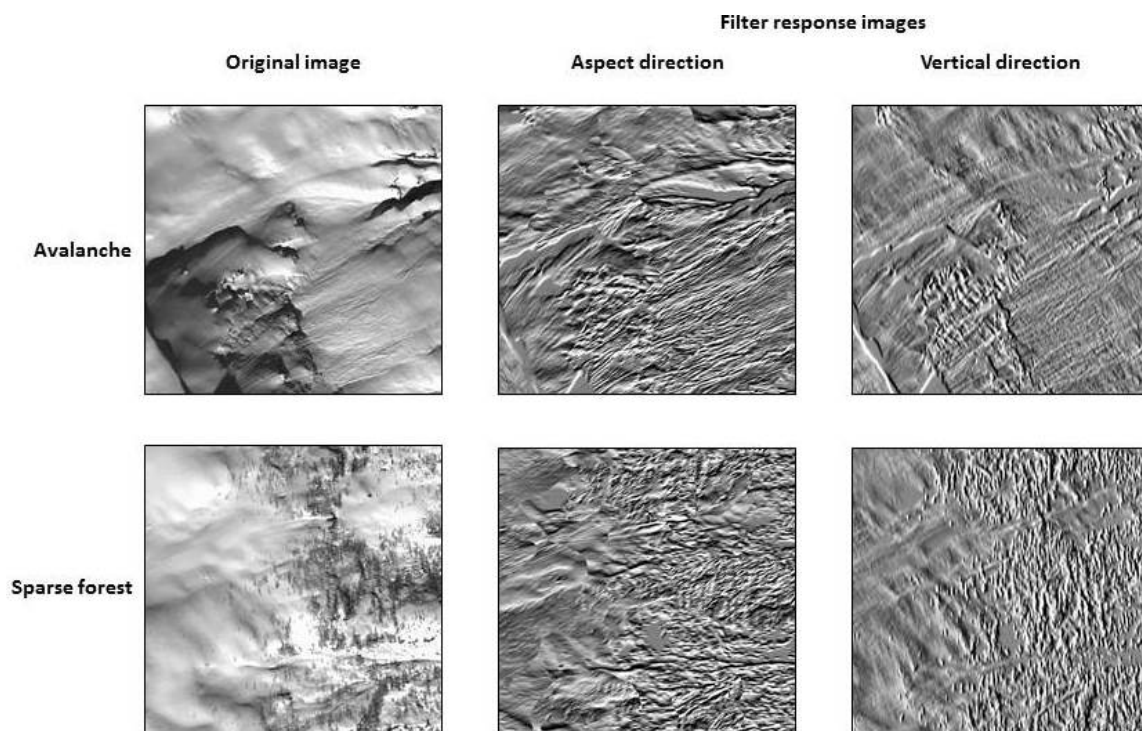 Filter response images
Original image
Aspect direction
Vertical direction
Avalanche
Sparse forest